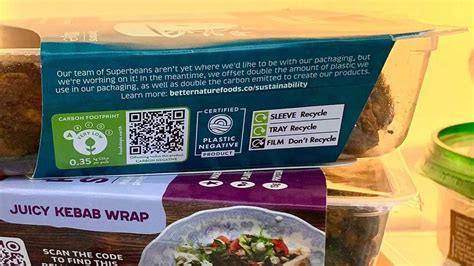 Our team of Superbeans aren't yet where we'd like to be with our packaging, but
we're working on it! In the meantime, we offset double the amount of plastic we
use in our packaging, as well as double the carbon emitted to create our products.
Learn more: betternaturefoods.co/sustainability
CARBON FOOTPRINT
VERY LOW
0.35
CERTIFIED
PLASTIC
NEGATIVE
PRODUCT
SLEEVE Recycle
TRAY Recycle
FILM Don't Recycle
JUICY KEBAB WRAP
SCAN THE CODE
TO FIND THIS